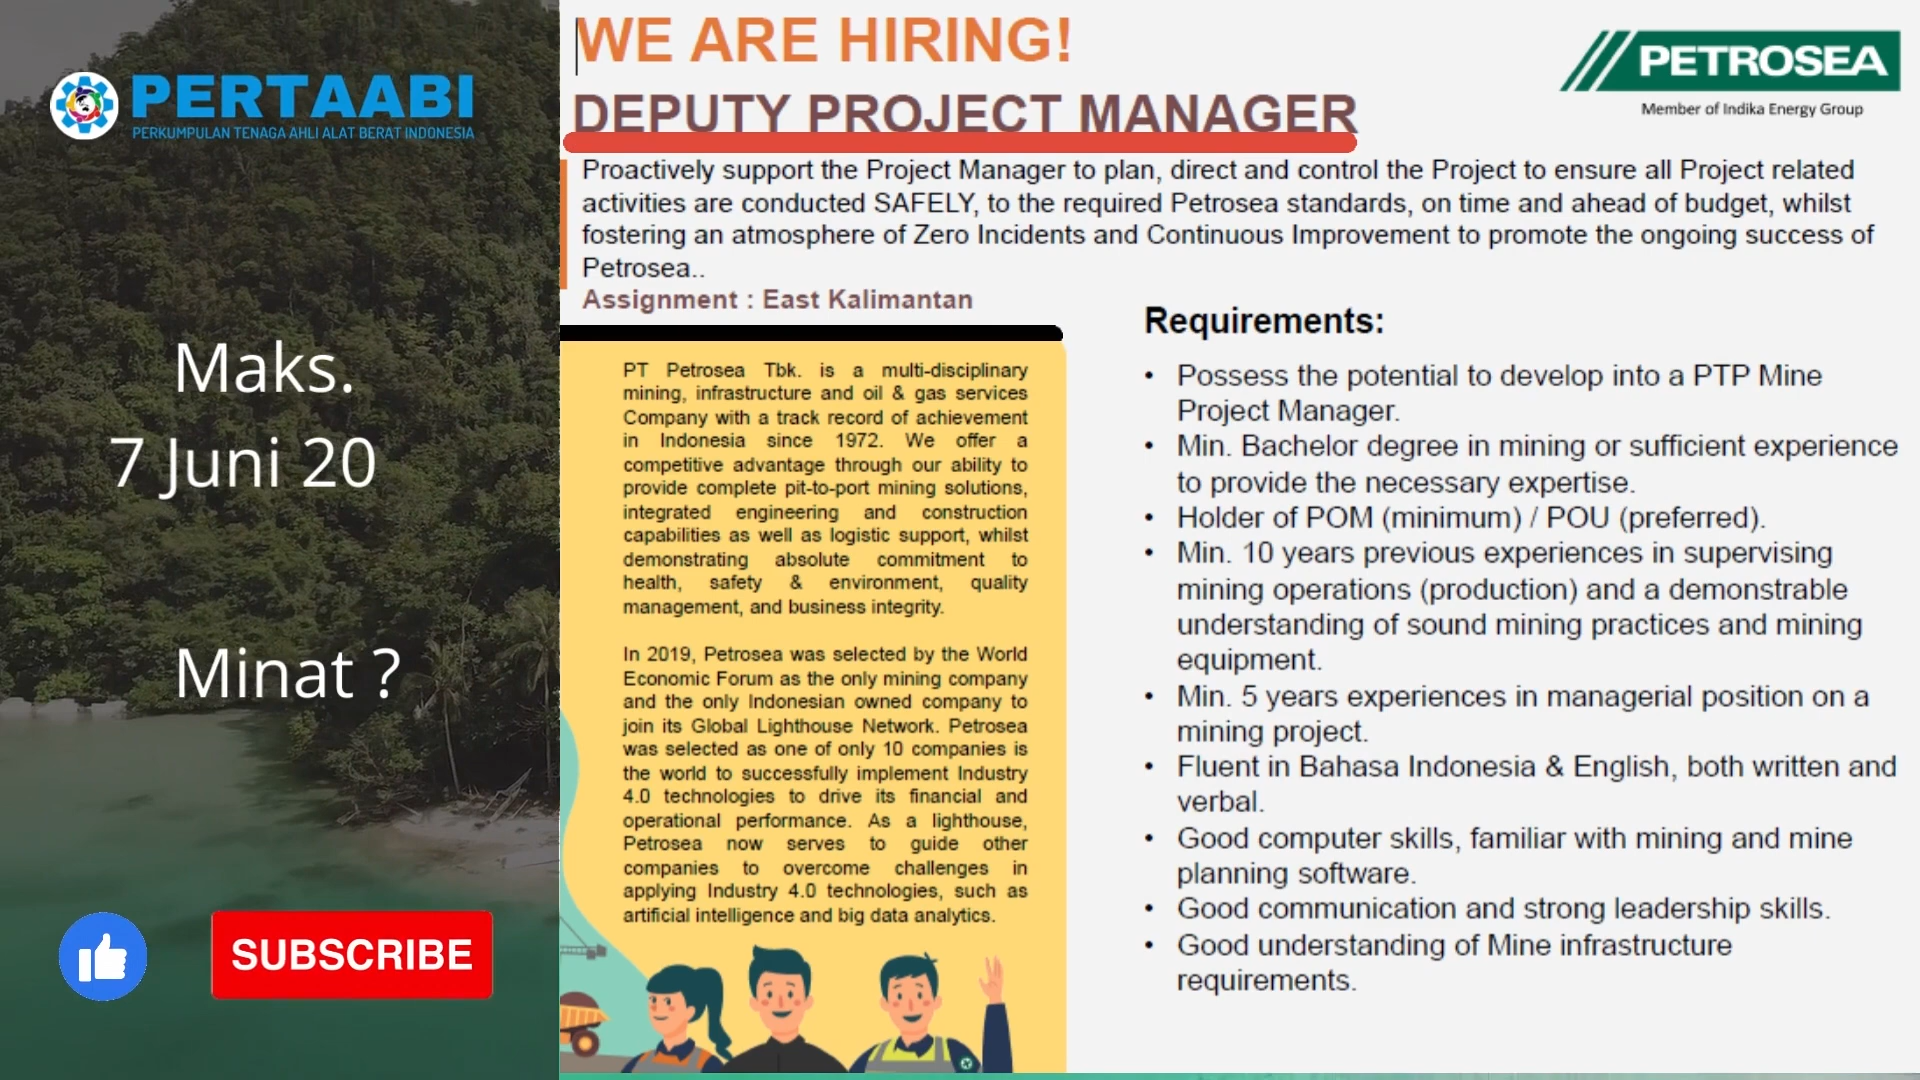 PERTAABI
PERKUMPULAN TENAGA AHLI ALAT BERAT INDONESIA
Maks.
7 Juni 20
Minat ?
SUBSCRIBE
WE ARE HIRING!
DEPUTY PROJECT MANAGER
PETROSEA
Member of Indika Energy Group
Proactively support the Project Manager to plan, direct and control the Project to ensure all Project related
activities are conducted SAFELY, to the required Petrosea standards, on time and ahead of budget, whilst
fostering an atmosphere of Zero Incidents and Continuous Improvement to promote the ongoing success of
Petrosea..
Assignment : East Kalimantan
PT Petrosea Tbk. is a multi-disciplinary
mining, infrastructure and oil & gas services
Company with a track record of achievement
in Indonesia since 1972. We offer a
competitive advantage through our ability to
provide complete pit-to-port mining solutions,
integrated engineering and construction
capabilities as well as logistic support, whilst
demonstrating absolute commitment to
health, safety & environment, quality
management, and business integrity.
In 2019, Petrosea was selected by the World
Economic Forum as the only mining company
and the only Indonesian owned company to
join its Global Lighthouse Network. Petrosea
was selected as one of only 10 companies is
the world to successfully implement Industry
4.0 technologies to drive its financial and
operational performance. As a lighthouse,
Petrosea now serves to guide other
companies to overcome challenges in
applying Industry 4.0 technologies, such as
artificial intelligence and big data analytics.
Requirements:
• Possess the potential to develop into a PTP Mine
Project Manager.
• Min. Bachelor degree in mining or sufficient experience
to provide the necessary expertise.
• Holder of POM (minimum) / POU (preferred).
• Min. 10 years previous experiences in supervising
mining operations (production) and a demonstrable
understanding of sound mining practices and mining
equipment.
• Min. 5 years experiences in managerial position on a
mining project.
• Fluent in Bahasa Indonesia & English, both written and
verbal.
• Good computer skills, familiar with mining and mine
planning software.
• Good communication and strong leadership skills.
• Good understanding of Mine infrastructure
requirements.